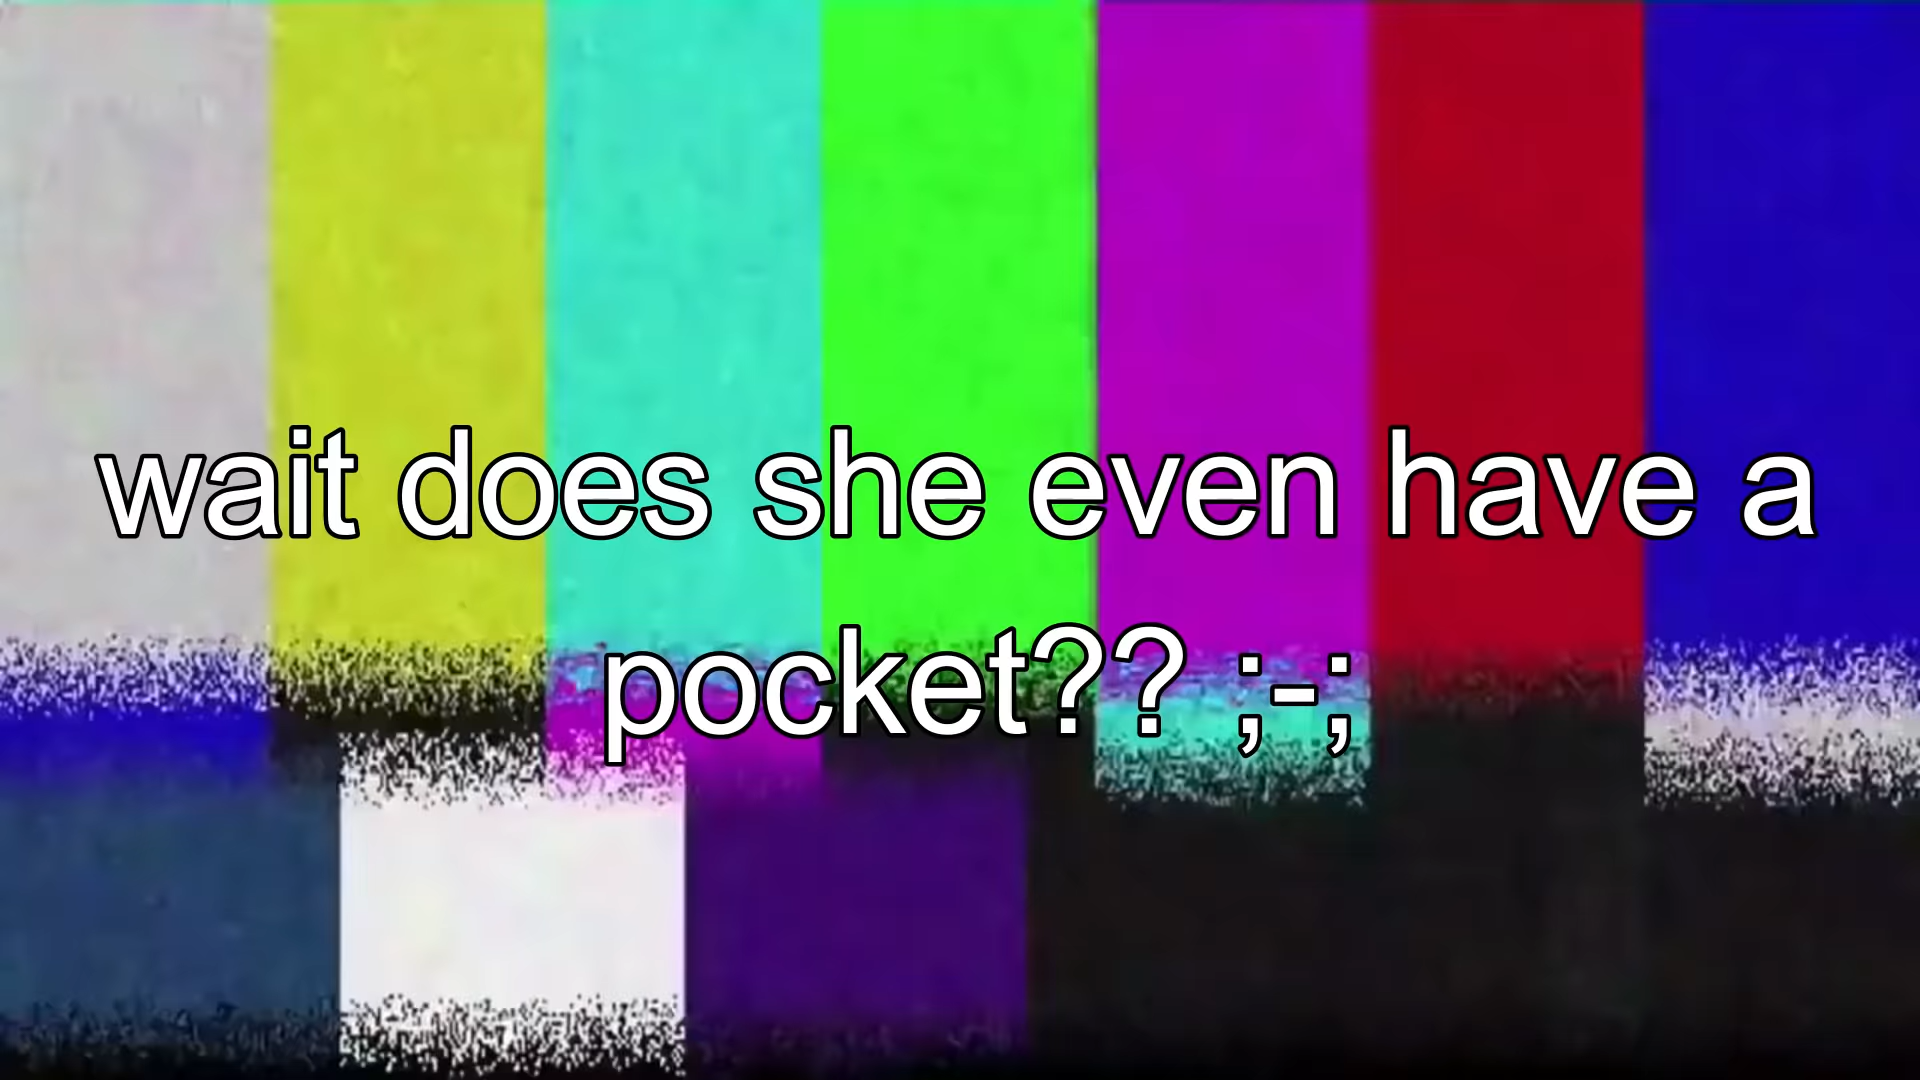 wait does she even have a
pocket?? ;-;